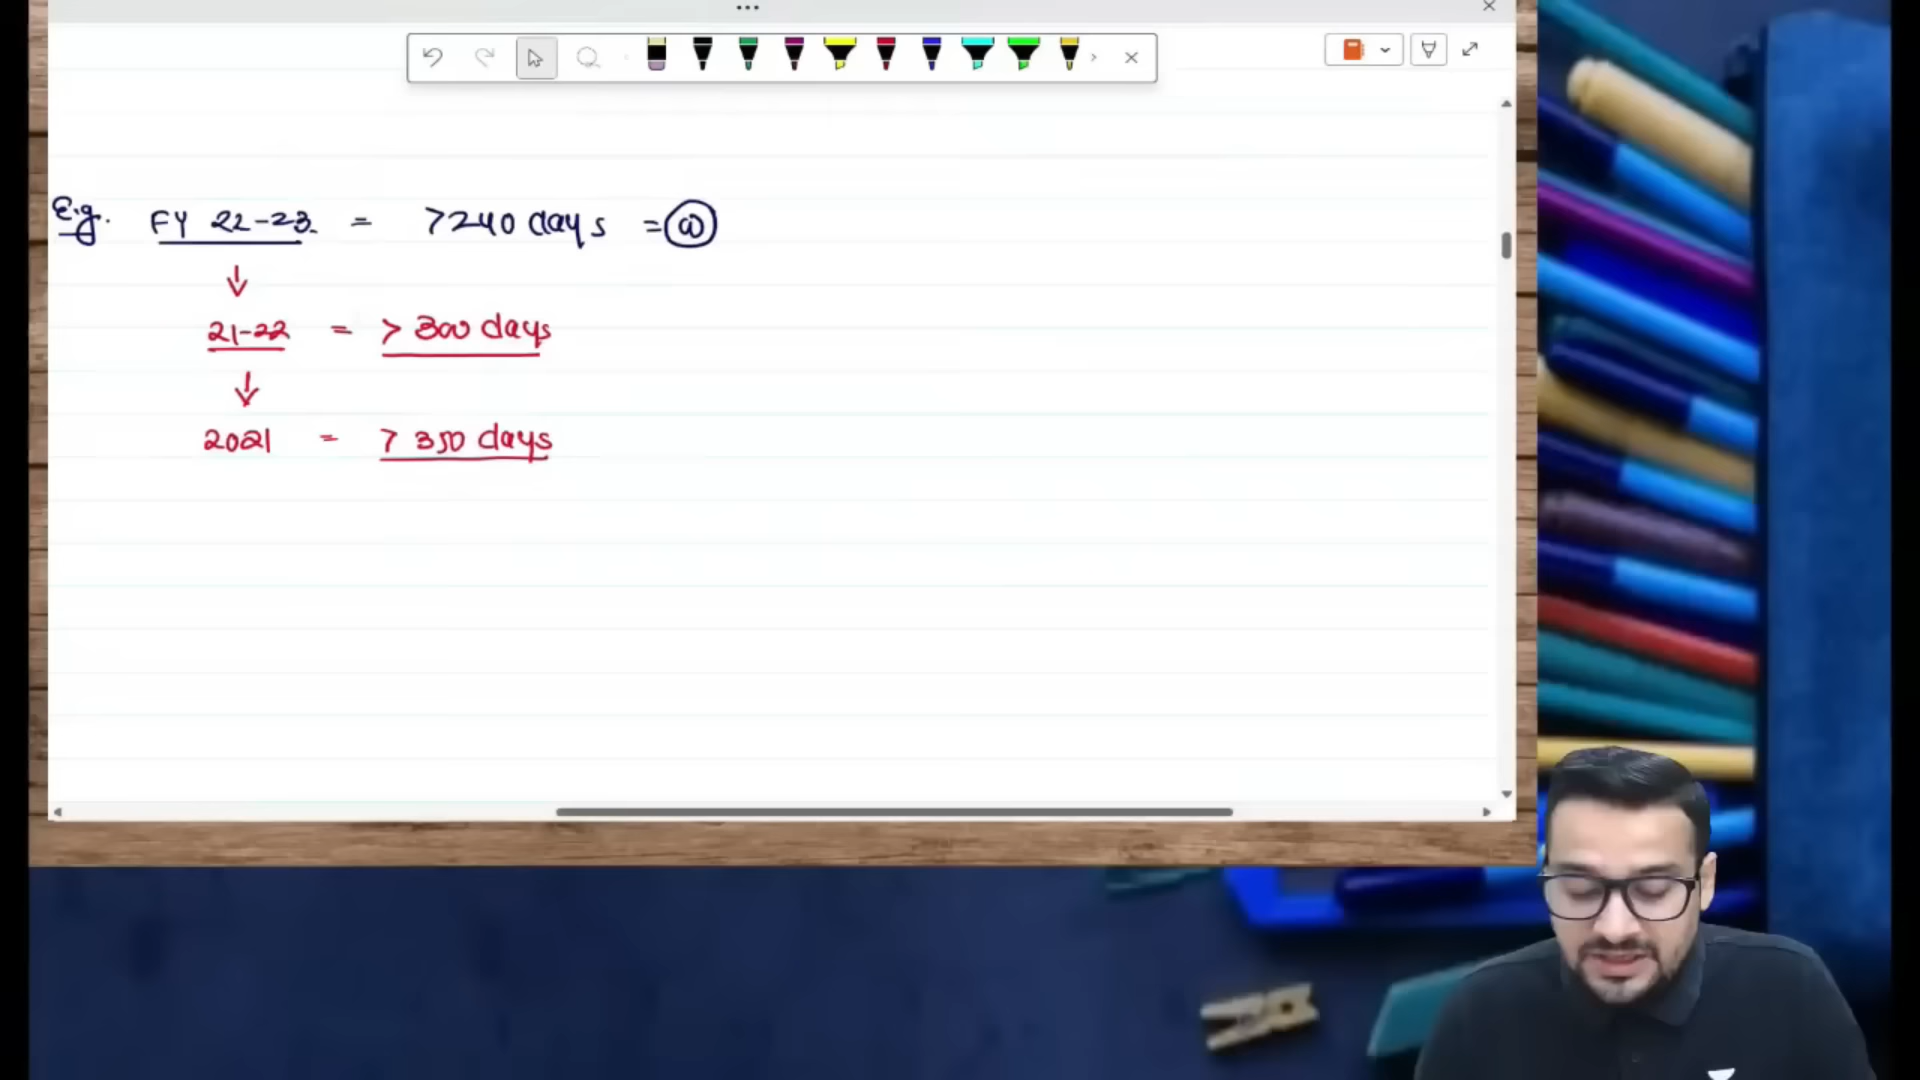 E.g. FY 22-23. = >240 days = @
↓
21-22 = > 300 days
↓
2021 = > 350 days